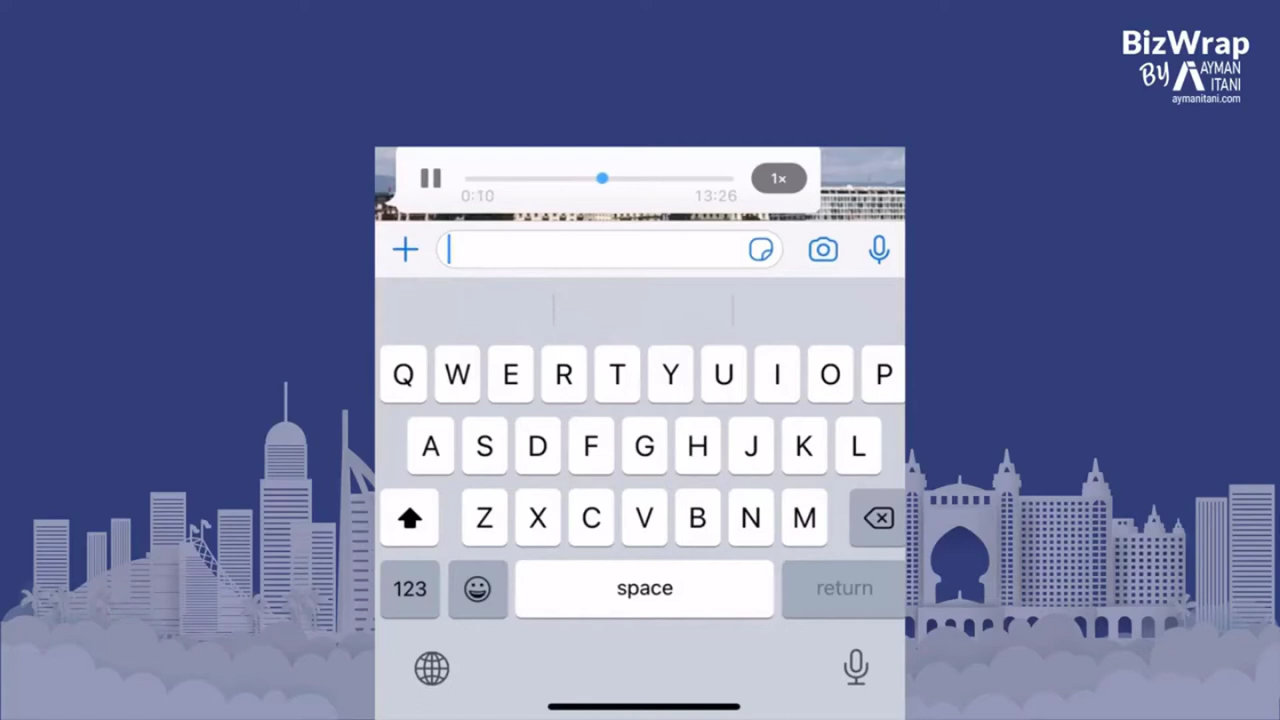 BizWrap
BY AYMAN
ITANI
aymanitani.com
1×
0:10 13:26
Q W E R T Y U I O P
A S D F G H J K L
Z X C V B N M
123 space return